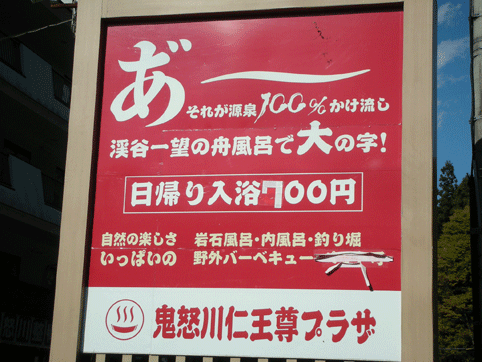 あ゛ー
それが源泉100%かけ流し
渓谷一望の舟風呂で大の字!
日帰り入浴700円
自然の楽しさ 岩石風呂・内風呂・釣り堀
いっぱいの 野外バーベキュー
鬼怒川仁王尊プラザ